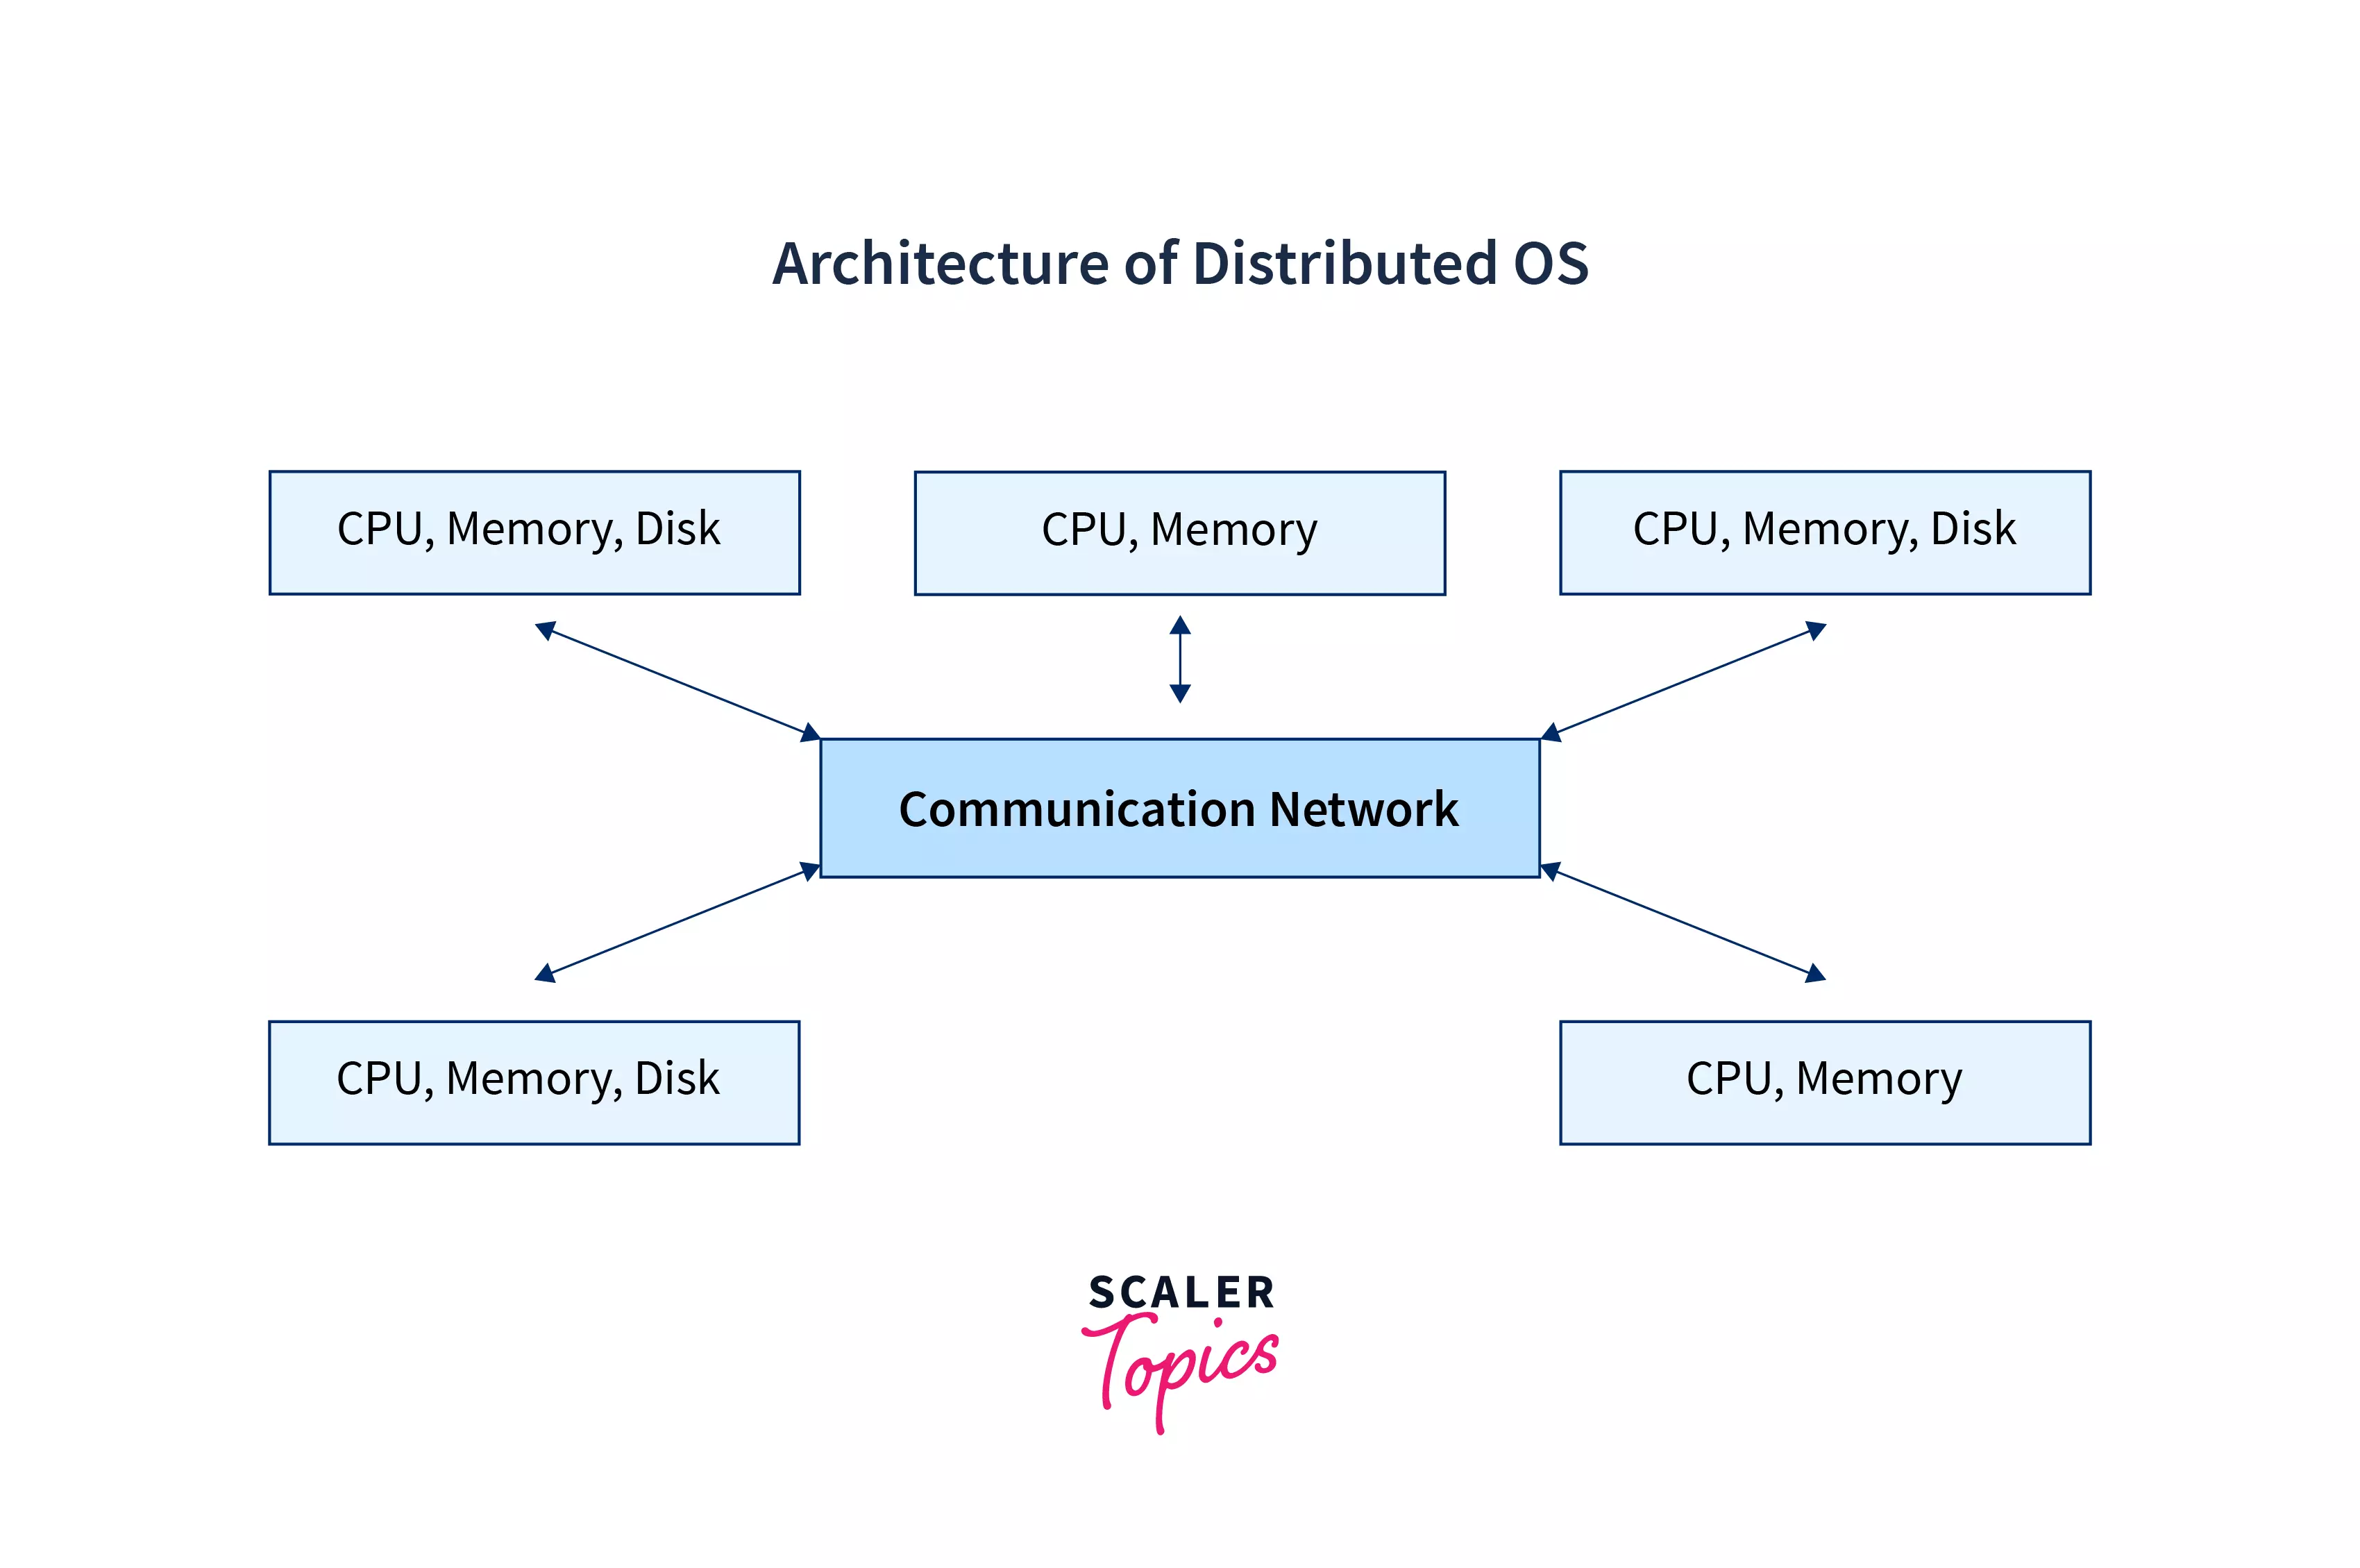 Architecture of Distributed OS
CPU, Memory, Disk
CPU, Memory
CPU, Memory, Disk
Communication Network
CPU, Memory, Disk
CPU, Memory
SCALER
Topics